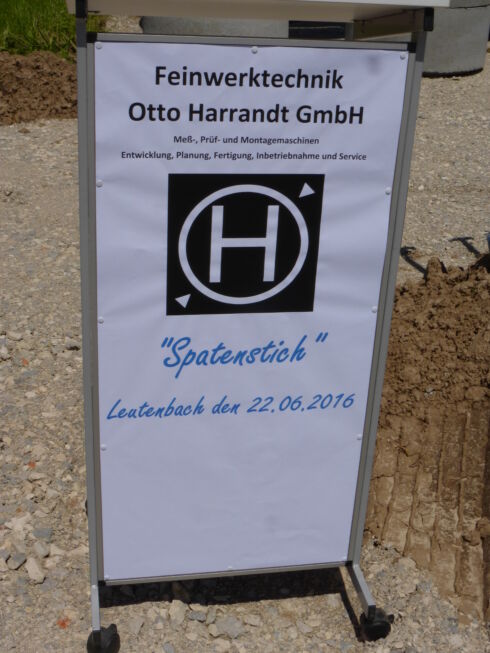 Feinwerktechnik
Otto Harrandt GmbH
Meß-, Prüf- und Montagemaschinen
Entwicklung, Planung, Fertigung, Inbetriebnahme und Service
H
"Spatenstich"
Leutenbach den 22.06.2016